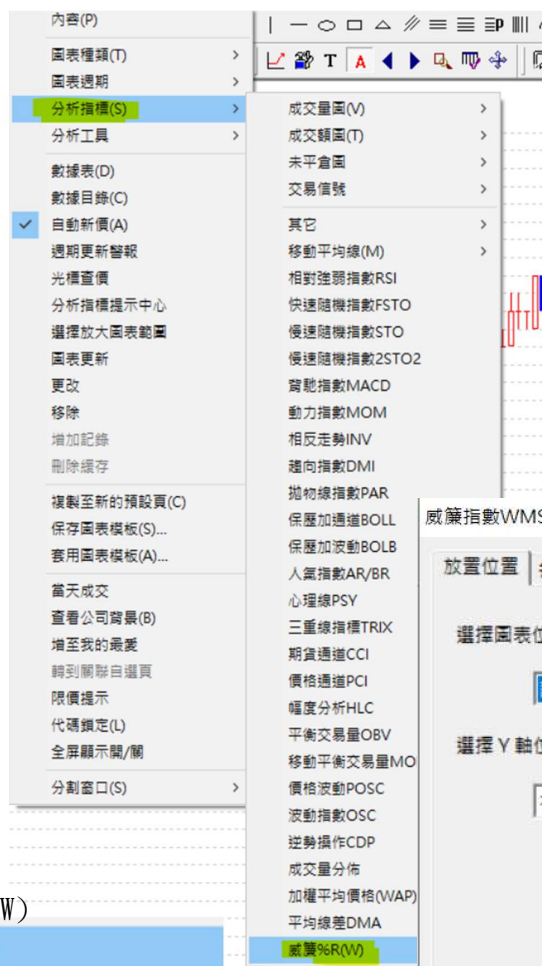 內容(P)
圖表種類(T)
圖表週期
分析指標(S)
分析工具
數據表(D)
數據目錄(C)
自動新價(A)
週期更新警報
光標查價
分析指標提示中心
選擇放大圖表範圍
圖表更新
更改
移除
增加記錄
刪除緩存
複製至新的預設頁(C)
保存圖表模板(S)...
套用圖表模板(A)...
當天成交
查看公司背景(B)
增至我的最愛
轉到關聯自選頁
限價提示
代碼鎖定(L)
全屏顯示開/關
分割窗口(S)
W)
T A
成交量圖(V)
成交額圖(T)
未平倉圖
交易信號
其它
移動平均線(M)
相對強弱指數RSI
快速隨機指數FSTO
慢速隨機指數STO
慢速隨機指數2STO2
背馳指數MACD
動力指數MOM
相反走勢INV
趨向指數DMI
拋物線指數PAR
保歷加通道BOLL
保歷加波動BOLB
人氣指數AR/BR
心理線PSY
三重線指標TRIX
期貨通道CCI
價格通道PCI
幅度分析HLC
平衡交易量OBV
移動平衡交易量MO
價格波動POSC
波動指數OSC
逆勢操作CDP
成交量分佈
加權平均價格(WAP)
平均線差DMA
威簾%R(W)
威簾指數WMS
放置位置
選擇圖表位
選擇 Y 軸位